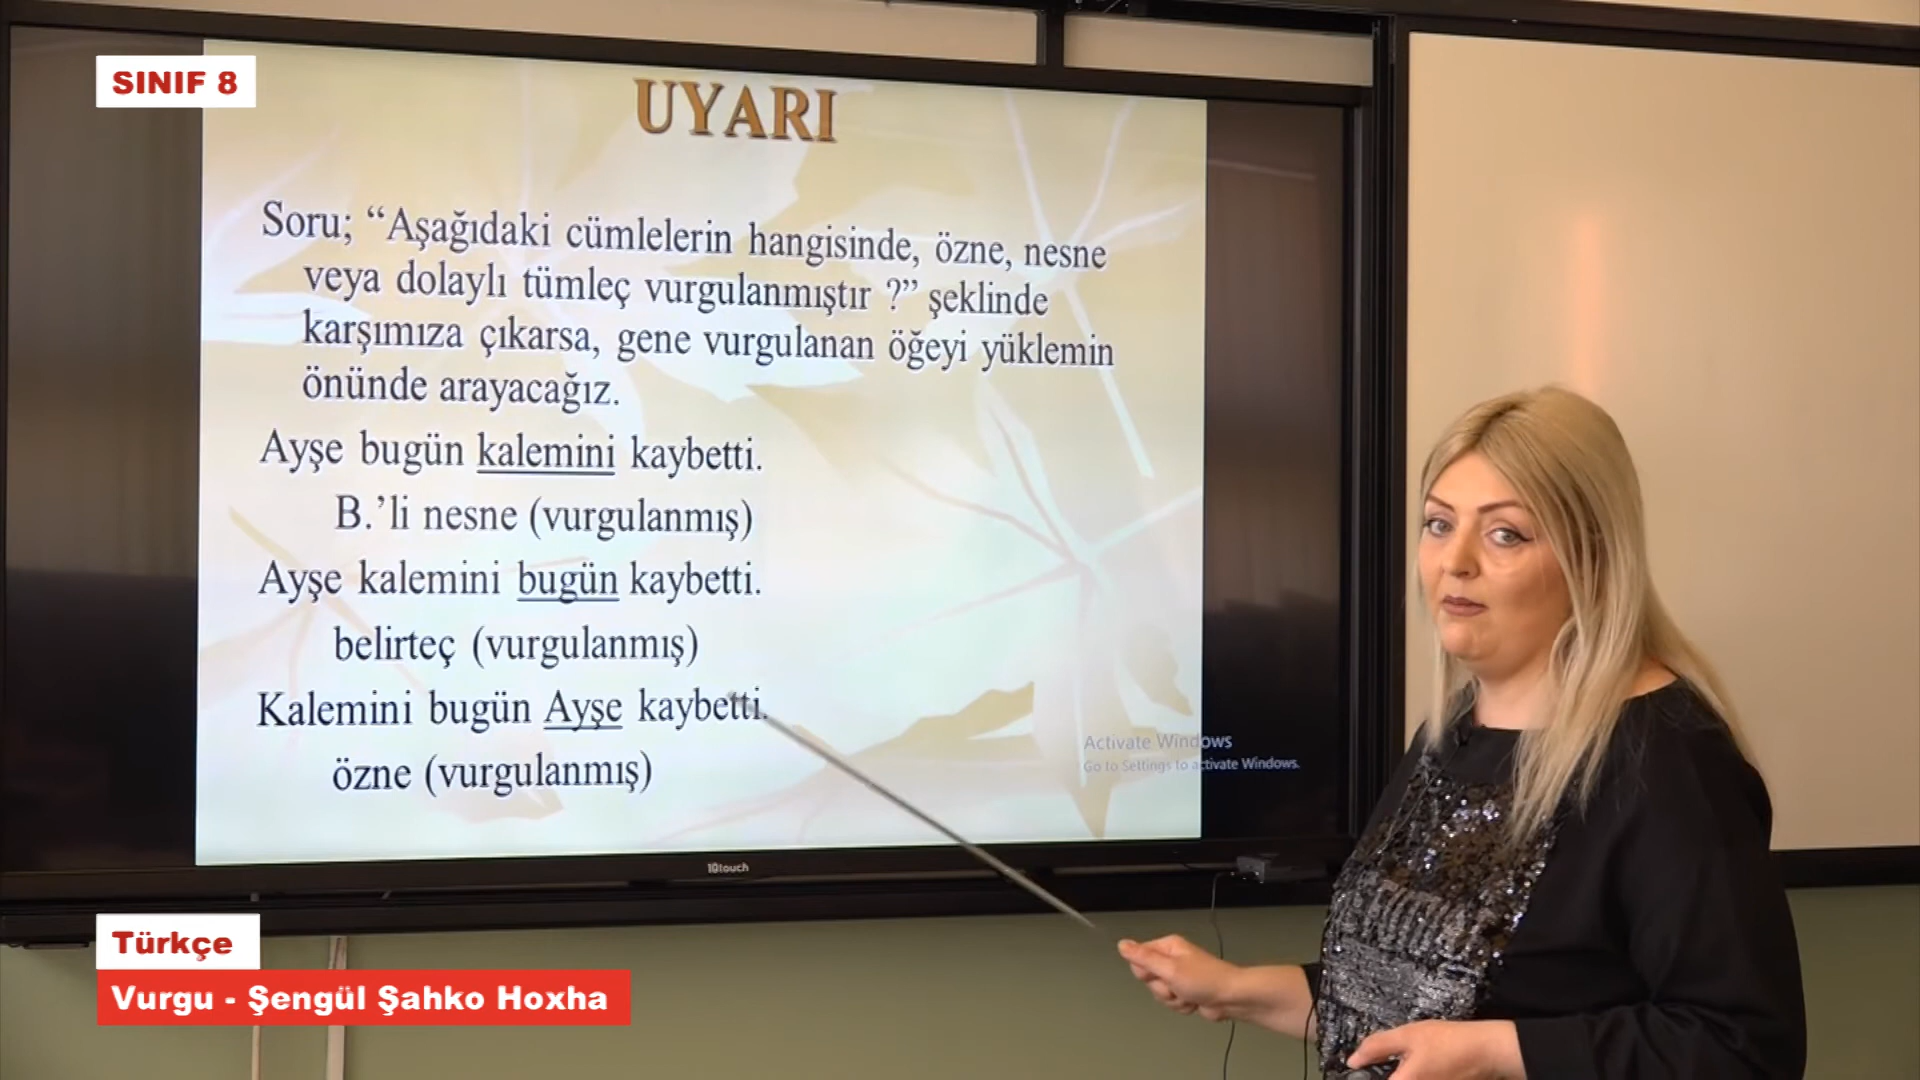 SINIF 8
UYARI
Soru; “Aşağıdaki cümlelerin hangisinde, özne, nesne
veya dolaylı tümleç vurgulanmıştır ?” şeklinde
karşımıza çıkarsa, gene vurgulanan öğeyi yüklemin
önünde arayacağız.
Ayşe bugün kalemini kaybetti.
B.’li nesne (vurgulanmış)
Ayşe kalemini bugün kaybetti.
belirteç (vurgulanmış)
Kalemini bugün Ayşe kaybetti.
özne (vurgulanmış)
Activate Windows
Go to Settings to activate Windows.
IQtouch
Türkçe
Vurgu - Şengül Şahko Hoxha